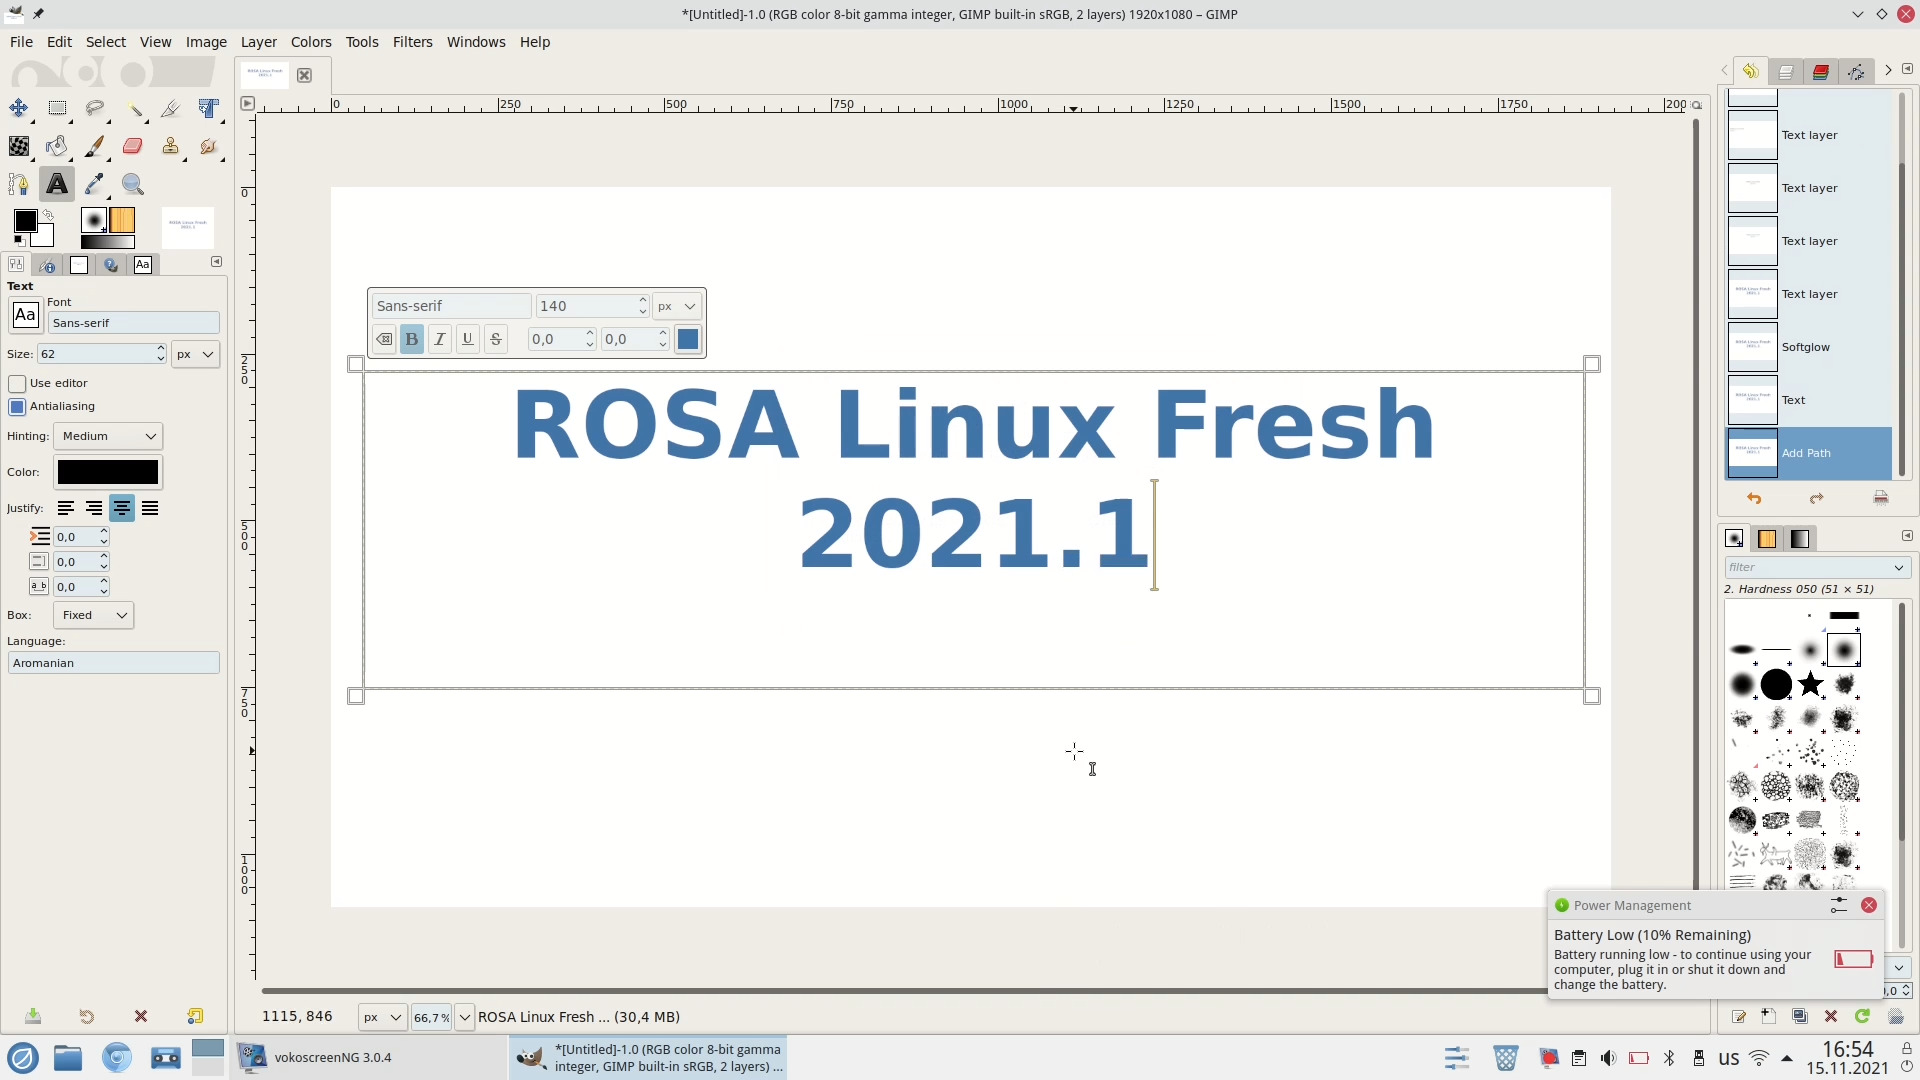 *[Untitled]-1.0 (RGB color 8-bit gamma integer, GIMP built-in sRGB, 2 layers) 1920x1080 – GIMP
File Edit Select View Image Layer Colors Tools Filters Windows Help
0 250 500 750 1000 1250 1500 1750 200
0
250
500
750
1000
Text
Aa
Font
Sans-serif
Size: 62 px
Use editor
Antialiasing
Hinting: Medium
Color:
Justify:
0,0
0,0
a b 0,0
Box: Fixed
Language:
Aromanian
Sans-serif 140 px
B I U S 0,0 0,0
ROSA Linux Fresh
2021.1
Text layer
Text layer
Text layer
Text layer
Softglow
Text
Add Path
filter
2. Hardness 050 (51 × 51)
Power Management
Battery Low (10% Remaining)
Battery running low - to continue using your
computer, plug it in or shut it down and
change the battery.
1115, 846 px 66,7 % ROSA Linux Fresh ... (30,4 MB)
vokoscreenNG 3.0.4
*[Untitled]-1.0 (RGB color 8-bit gamma
integer, GIMP built-in sRGB, 2 layers) ...
us
16:54
15.11.2021